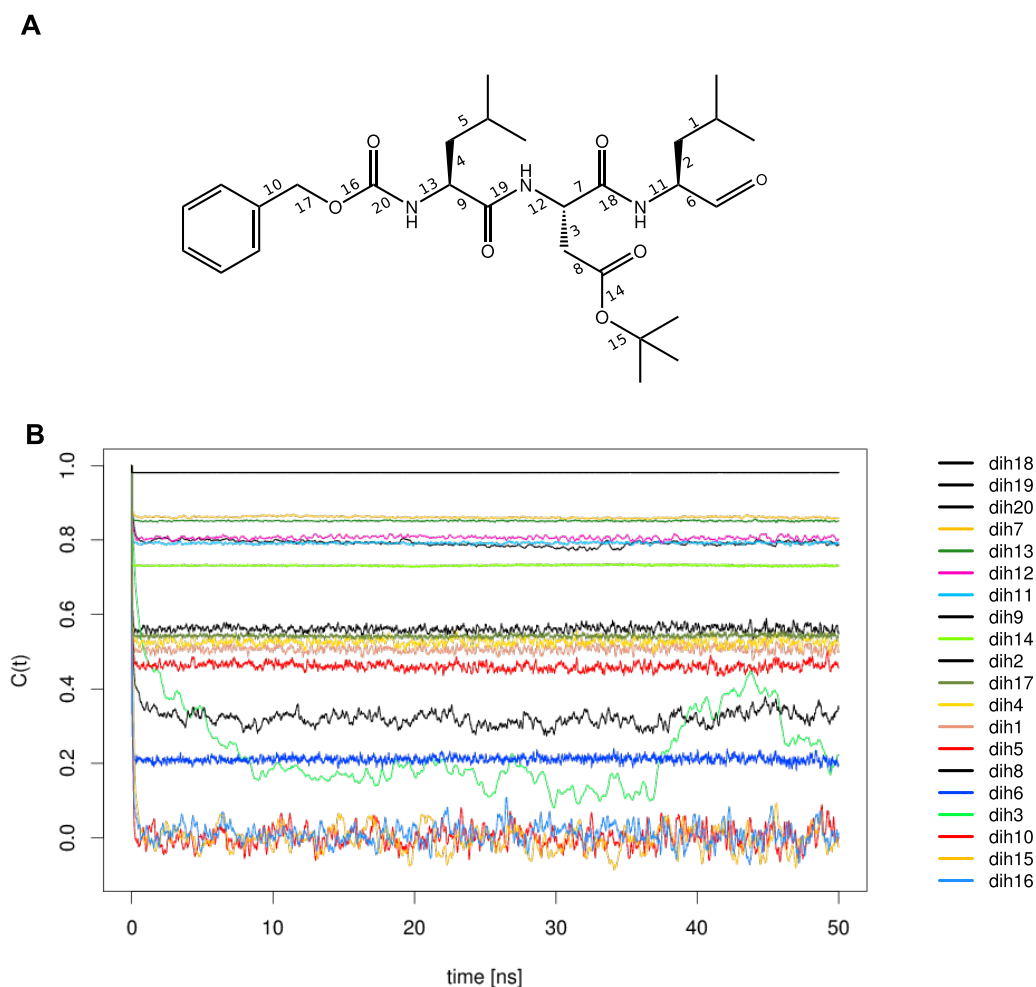 A
O
5
1
4
2
O
O
H
N
10
16
13
19
7
11
O
17
O
20
N
H
9
12
18
N
H
6
3
O
8
O
14
O
15
B
1.0
0.8
0.6
0.4
0.2
0.0
C(t)
0 10 20 30 40 50
time [ns]
dih18
dih19
dih20
dih7
dih13
dih12
dih11
dih9
dih14
dih2
dih17
dih4
dih1
dih5
dih8
dih6
dih3
dih10
dih15
dih16